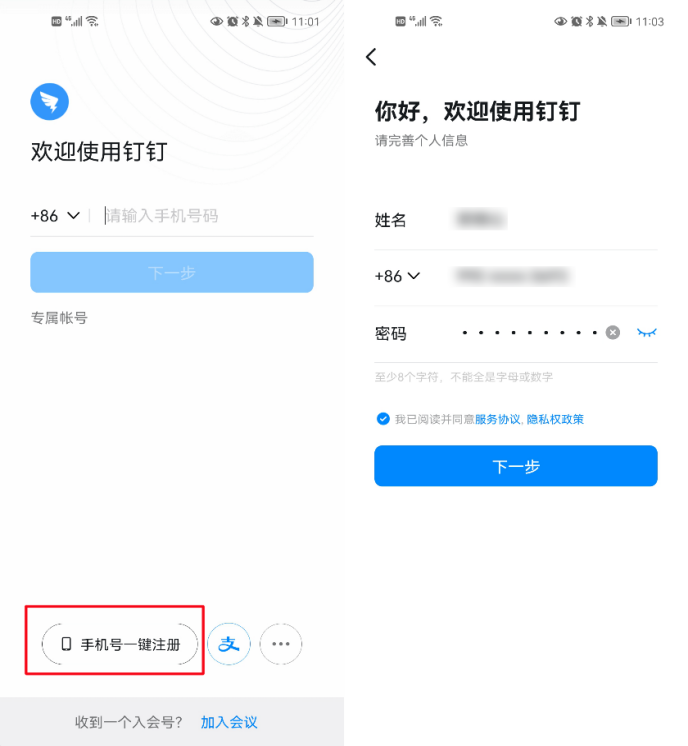 11:01
欢迎使用钉钉
+86
请输入手机号码
下一步
专属帐号
手机号一键注册
收到一个入会号？ 加入会议
11:03
你好，欢迎使用钉钉
请完善个人信息
姓名
+86
密码
至少8个字符，不能全是字母或数字
我已阅读并同意服务协议, 隐私权政策
下一步